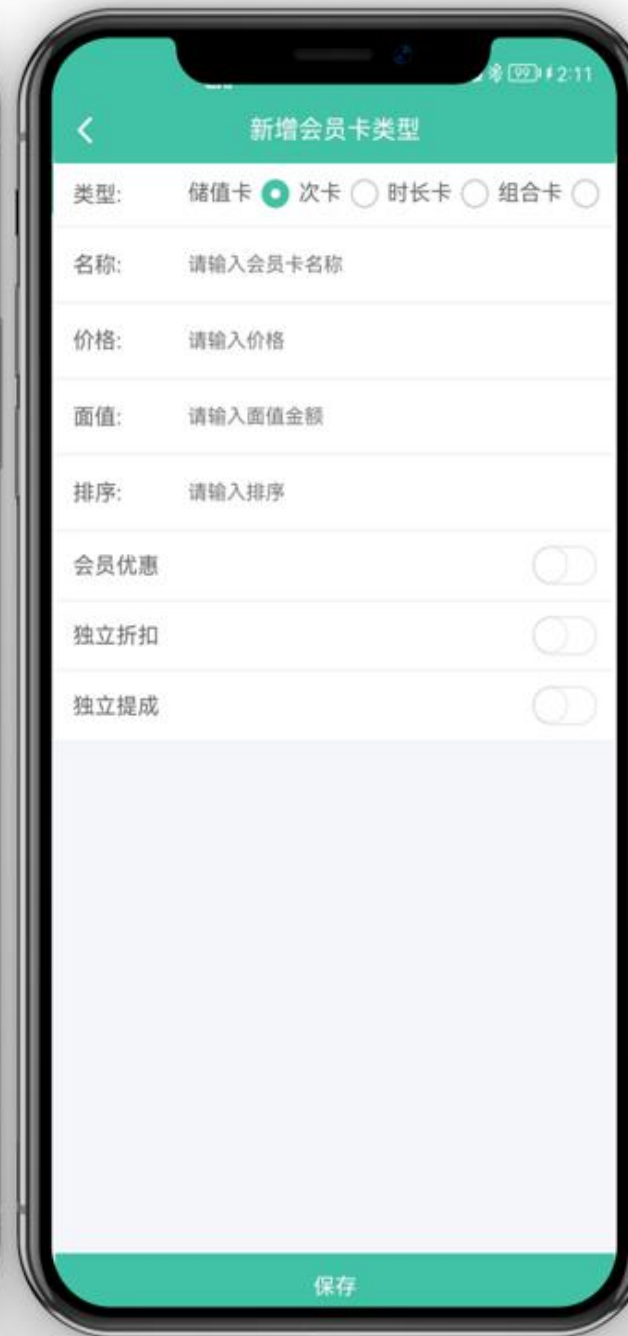 99 2:11
新增会员卡类型
类型: 储值卡 次卡 时长卡 组合卡
名称: 请输入会员卡名称
价格: 请输入价格
面值: 请输入面值金额
排序: 请输入排序
会员优惠
独立折扣
独立提成
保存